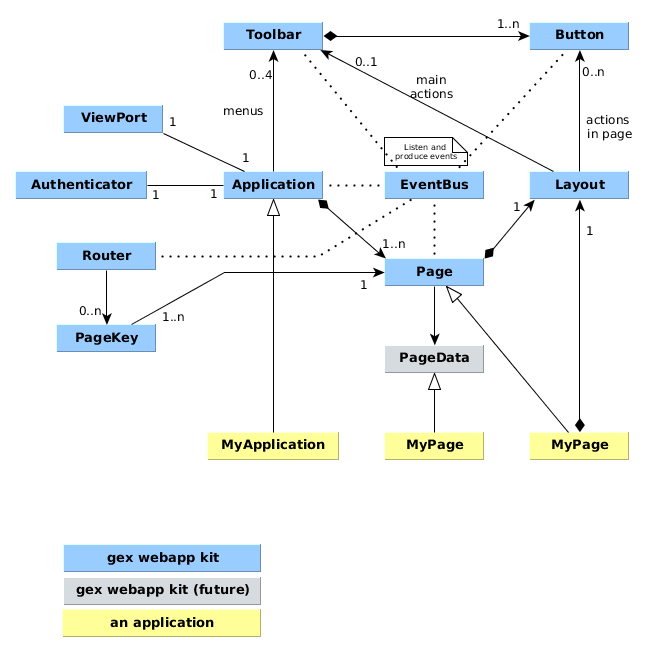 1..n
Toolbar
Button
0..1
0..4
0..n
main
actions
menus
ViewPort
1
actions
in page
Listen and
produce events
1
Authenticator
Application
EventBus
Layout
1
1
1
1
1..n
Router
Page
1
0..n
1..n
PageKey
PageData
MyApplication
MyPage
MyPage
gex webapp kit
gex webapp kit (future)
an application